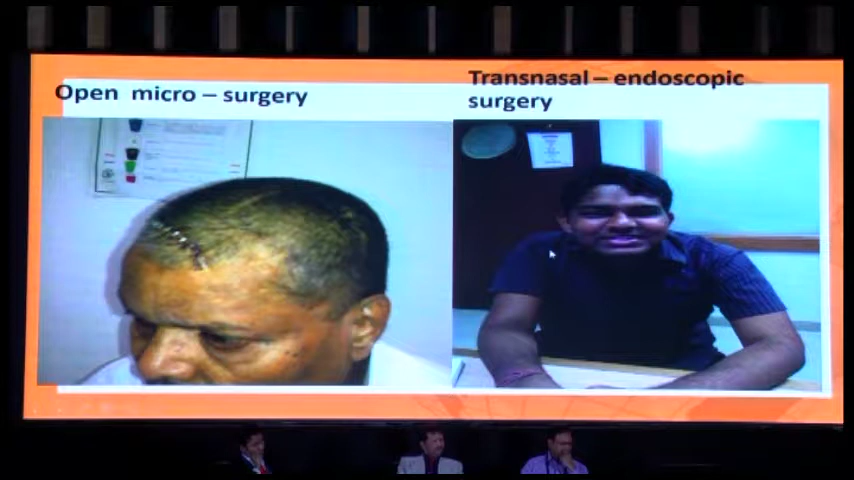 Open micro – surgery
Transnasal – endoscopic
surgery